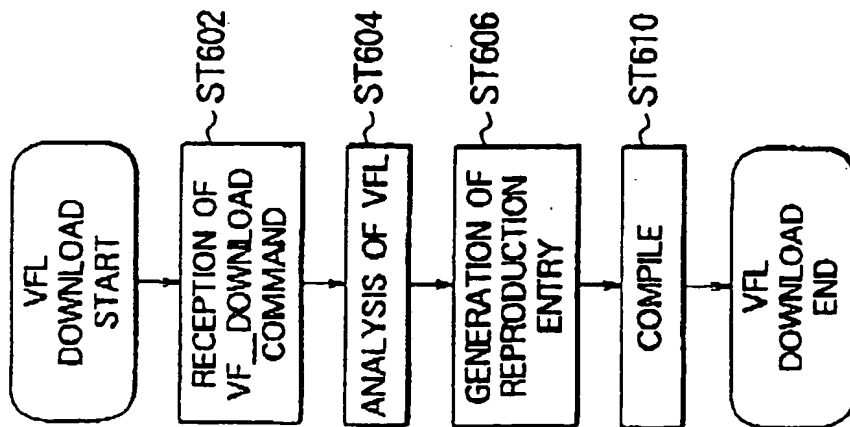 VFL
DOWNLOAD
START
ST602
RECEPTION OF
VF_DOWNLOAD
COMMAND
ST604
ANALYSIS OF VFL
ST606
GENERATION OF
REPRODUCTION
ENTRY
ST610
COMPILE
VFL
DOWNLOAD
END